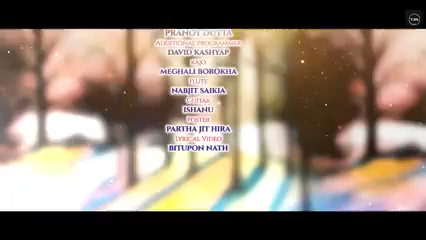 PRANOY DUTTA
ADDITIONAL PROGRAMMER
DAVID KASHYAP
KAJO
MEGHALI BOROKHA
FLUTE
NABJIT SAIKIA
GUITAR
ISHANU
POSTER
PARTHA JIT HIRA
LYRICAL VIDEO
BITUPON NATH